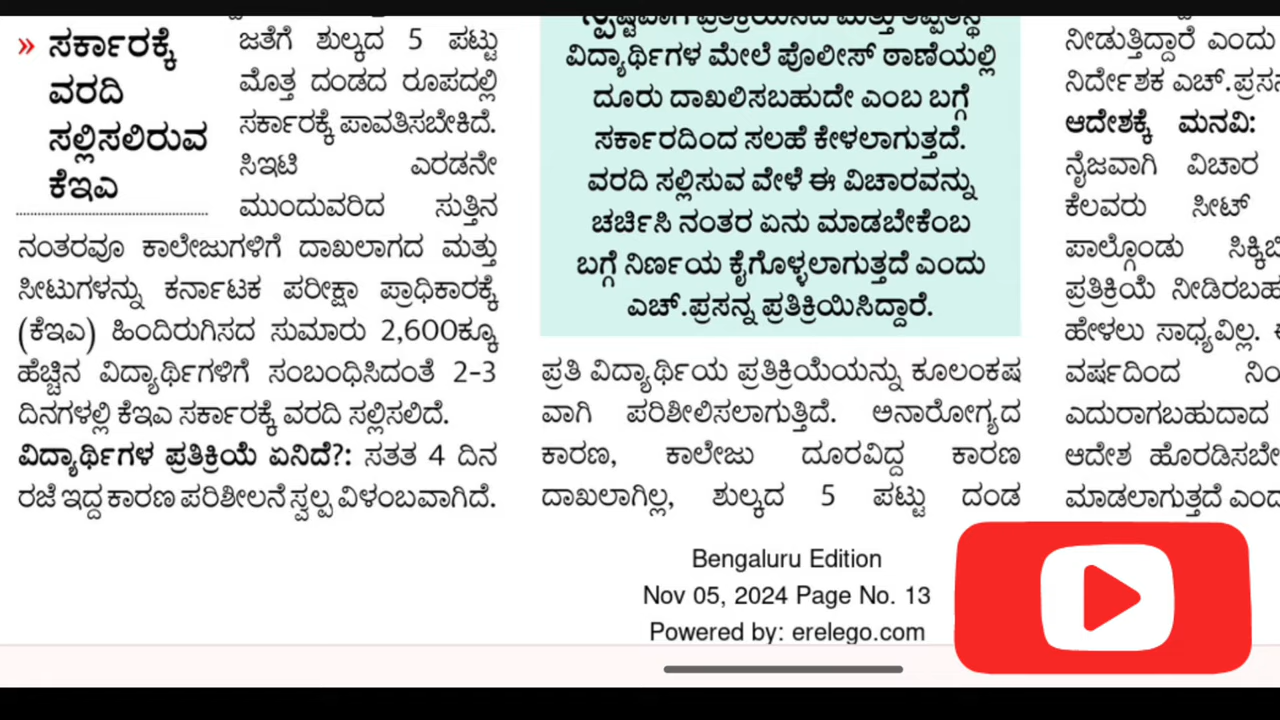 » ಸರ್ಕಾರಕ್ಕೆ
ವರದಿ
ಸಲ್ಲಿಸಲಿರುವ
ಕೆಇಎ
ಜತೆಗೆ ಶುಲ್ಕದ 5 ಪಟ್ಟು
ಮೊತ್ತ ದಂಡದ ರೂಪದಲ್ಲಿ
ಸರ್ಕಾರಕ್ಕೆ ಪಾವತಿಸಬೇಕಿದೆ.
ಸಿಇಟಿ ಎರಡನೇ
ಮುಂದುವರಿದ ಸುತ್ತಿನ
ನಂತರವೂ ಕಾಲೇಜುಗಳಿಗೆ ದಾಖಲಾಗದ ಮತ್ತು
ಸೀಟುಗಳನ್ನು ಕರ್ನಾಟಕ ಪರೀಕ್ಷಾ ಪ್ರಾಧಿಕಾರಕ್ಕೆ
(ಕೆಇಎ) ಹಿಂದಿರುಗಿಸದ ಸುಮಾರು 2,600ಕ್ಕೂ
ಹೆಚ್ಚಿನ ವಿದ್ಯಾರ್ಥಿಗಳಿಗೆ ಸಂಬಂಧಿಸಿದಂತೆ 2-3
ದಿನಗಳಲ್ಲಿ ಕೆಇಎ ಸರ್ಕಾರಕ್ಕೆ ವರದಿ ಸಲ್ಲಿಸಲಿದೆ.
ವಿದ್ಯಾರ್ಥಿಗಳ ಪ್ರತಿಕ್ರಿಯೆ ಏನಿದೆ?: ಸತತ 4 ದಿನ
ರಜೆ ಇದ್ದ ಕಾರಣ ಪರಿಶೀಲನೆ ಸ್ವಲ್ಪ ವಿಳಂಬವಾಗಿದೆ.
ವಿದ್ಯಾರ್ಥಿಗಳ ಮೇಲೆ ಪೊಲೀಸ್ ಠಾಣೆಯಲ್ಲಿ
ದೂರು ದಾಖಲಿಸಬಹುದೇ ಎಂಬ ಬಗ್ಗೆ
ಸರ್ಕಾರದಿಂದ ಸಲಹೆ ಕೇಳಲಾಗುತ್ತದೆ.
ವರದಿ ಸಲ್ಲಿಸುವ ವೇಳೆ ಈ ವಿಚಾರವನ್ನು
ಚರ್ಚಿಸಿ ನಂತರ ಏನು ಮಾಡಬೇಕೆಂಬ
ಬಗ್ಗೆ ನಿರ್ಣಯ ಕೈಗೊಳ್ಳಲಾಗುತ್ತದೆ ಎಂದು
ಎಚ್.ಪ್ರಸನ್ನ ಪ್ರತಿಕ್ರಿಯಿಸಿದ್ದಾರೆ.
ಪ್ರತಿ ವಿದ್ಯಾರ್ಥಿಯ ಪ್ರತಿಕ್ರಿಯೆಯನ್ನು ಕೂಲಂಕಷ
ವಾಗಿ ಪರಿಶೀಲಿಸಲಾಗುತ್ತಿದೆ. ಅನಾರೋಗ್ಯದ
ಕಾರಣ, ಕಾಲೇಜು ದೂರವಿದ್ದ ಕಾರಣ
ದಾಖಲಾಗಿಲ್ಲ, ಶುಲ್ಕದ 5 ಪಟ್ಟು ದಂಡ
ನೀಡುತ್ತಿದ್ದಾರೆ ಎಂದು
ನಿರ್ದೇಶಕ ಎಚ್.ಪ್ರಸನ
ಆದೇಶಕ್ಕೆ ಮನವಿ:
ನೈಜವಾಗಿ ವಿಚಾರ
ಕೆಲವರು ಸೀಟ್
ಪಾಲ್ಗೊಂಡು
ಪ್ರತಿಕ್ರಿಯೆ
ಹೇಳಲು ಸಾಧ್ಯವಿಲ್ಲ.
ವರ್ಷದಿಂದ
ಎದುರಾಗಬಹುದಾದ
ಆದೇಶ
ಮಾಡಲಾಗುತ್ತದೆ
Bengaluru Edition
Nov 05, 2024 Page No. 13
Powered by: erelego.com